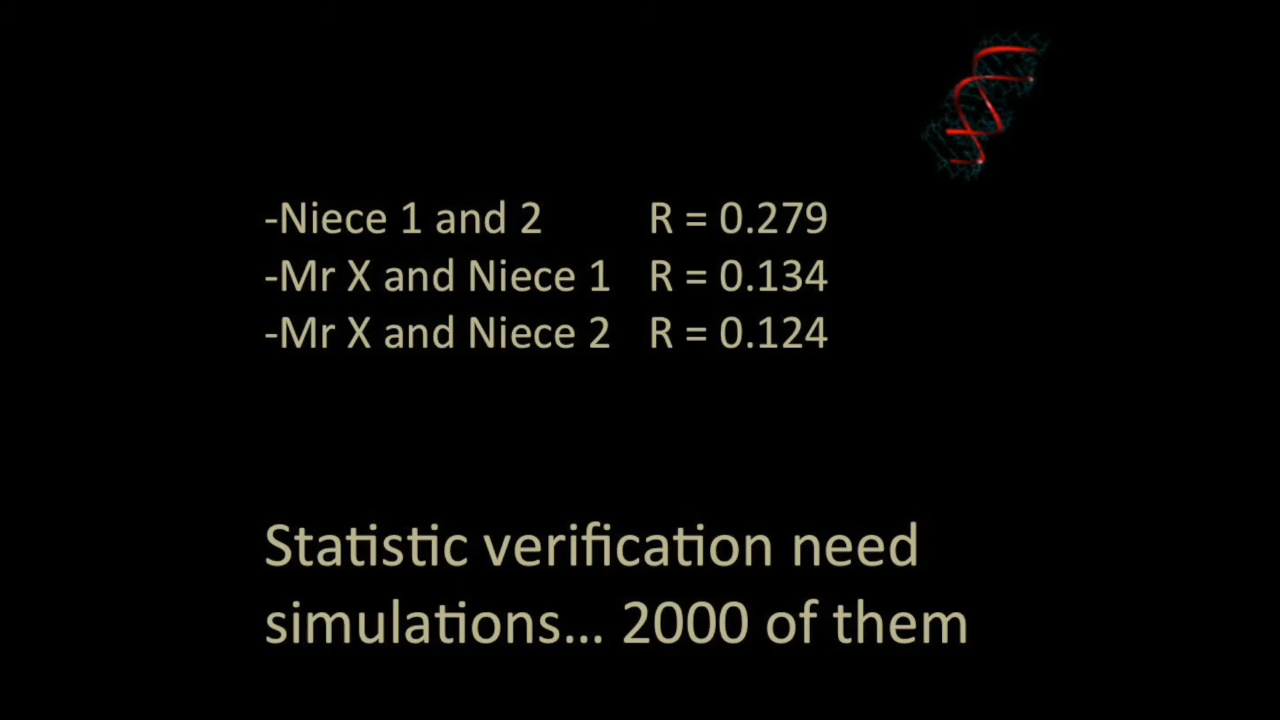 -Niece 1 and 2 R = 0.279
-Mr X and Niece 1 R = 0.134
-Mr X and Niece 2 R = 0.124
Statistic verification need
simulations... 2000 of them